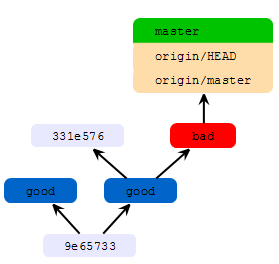 master
origin/HEAD
origin/master
331e576
bad
good
good
9e65733